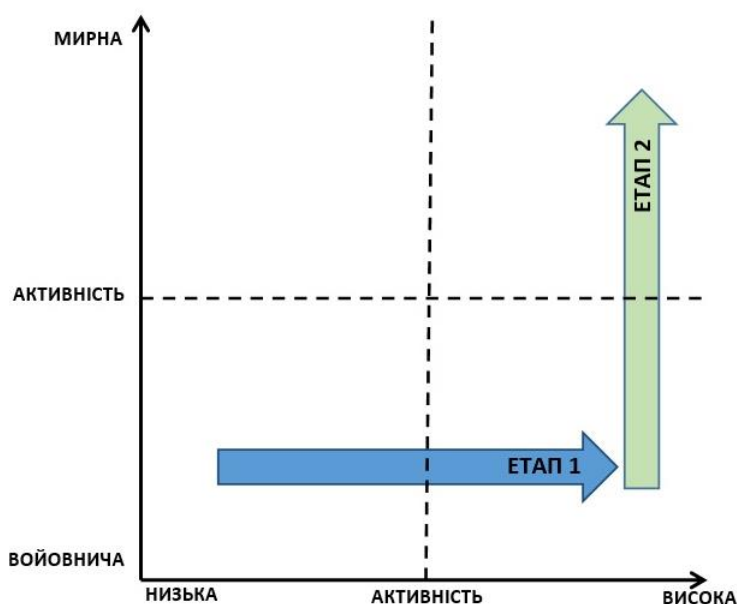 МИРНА
ЕТАП 2
АКТИВНІСТЬ
ЕТАП 1
ВОЙОВНИЧА
НИЗЬКА
АКТИВНІСТЬ
ВИСОКА